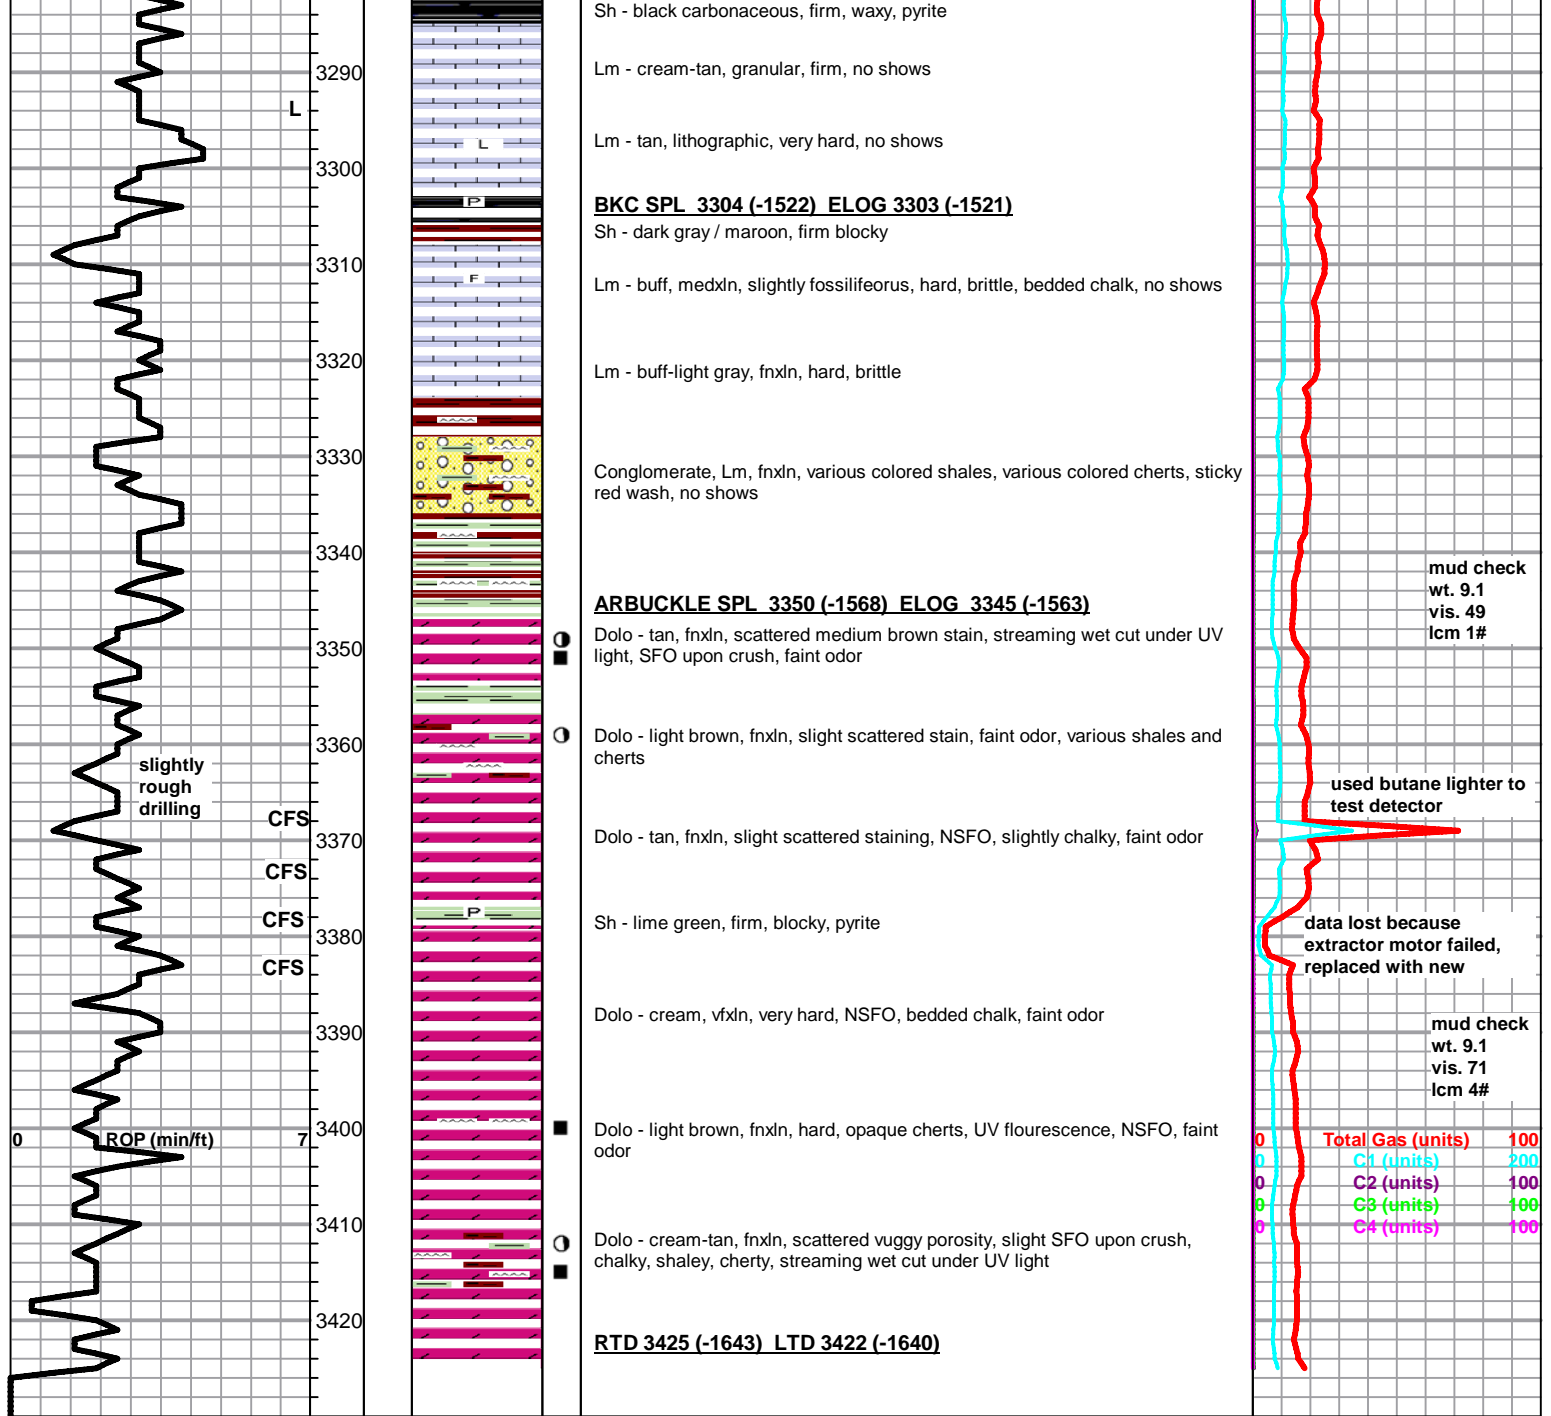 Sh - black carbonaceous, firm, waxy, pyrite
3290
Lm - cream-tan, granular, firm, no shows
L
Lm - tan, lithographic, very hard, no shows
L
3300
BKC SPL 3304 (-1522) ELOG 3303 (-1521)
P
Sh - dark gray / maroon, firm blocky
3310
F
Lm - buff, medxln, slightly fossilifeorus, hard, brittle, bedded chalk, no shows
3320
Lm - buff-light gray, fnxln, hard, brittle
3330
Conglomerate, Lm, fnxln, various colored shales, various colored cherts, sticky
red wash, no shows
3340
mud check
wt. 9.1
vis. 49
lcm 1#
ARBUCKLE SPL 3350 (-1568) ELOG 3345 (-1563)
3350
Dolo - tan, fnxln, scattered medium brown stain, streaming wet cut under UV
light, SFO upon crush, faint odor
3360
Dolo - light brown, fnxln, slight scattered stain, faint odor, various shales and
cherts
slightly
rough
drilling
used butane lighter to
test detector
CFS
3370
Dolo - tan, fnxln, slight scattered staining, NSFO, slightly chalky, faint odor
CFS
CFS
P
Sh - lime green, firm, blocky, pyrite
data lost because
extractor motor failed,
replaced with new
3380
CFS
Dolo - cream, vfxln, very hard, NSFO, bedded chalk, faint odor
3390
mud check
wt. 9.1
vis. 71
lcm 4#
3400
0 ROP (min/ft) 7
Dolo - light brown, fnxln, hard, opaque cherts, UV flourescence, NSFO, faint
odor
0 Total Gas (units) 100
0 C1 (units) 200
0 C2 (units) 100
0 C3 (units) 100
0 C4 (units) 100
3410
Dolo - cream-tan, fnxln, scattered vuggy porosity, slight SFO upon crush,
chalky, shaley, cherty, streaming wet cut under UV light
3420
RTD 3425 (-1643) LTD 3422 (-1640)